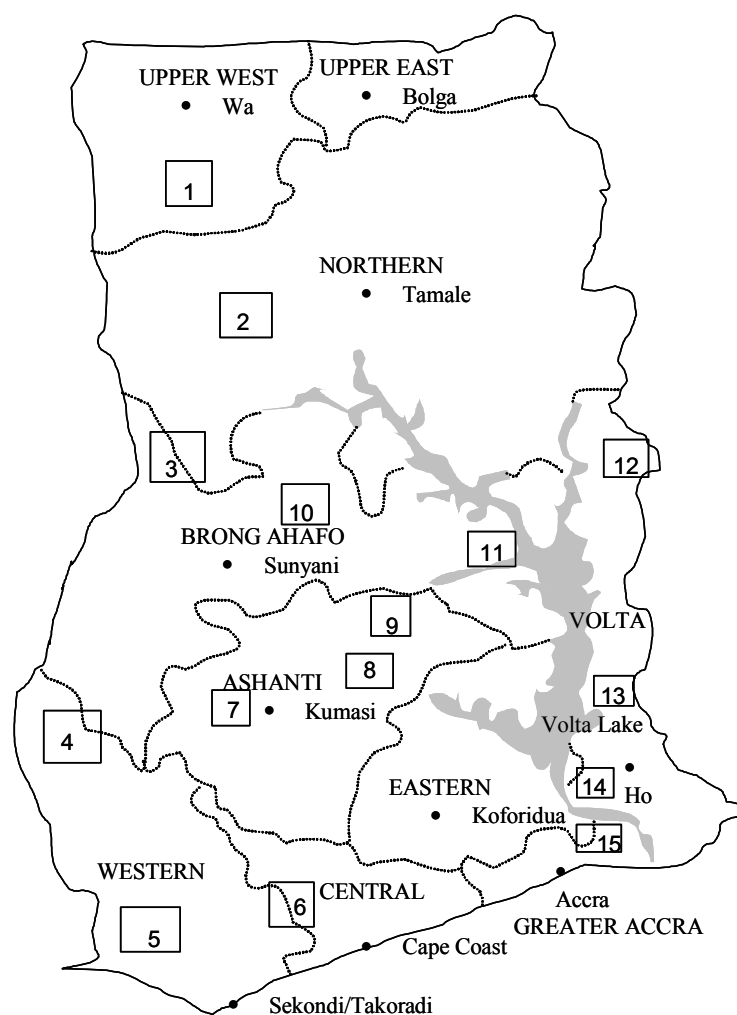 UPPER WEST
UPPER EAST
Wa
Bolga
1
NORTHERN
Tamale
2
3
12
10
BRONG AHAFO
11
Sunyani
9
VOLTA
8
ASHANTI
13
7
Kumasi
Volta Lake
4
14
EASTERN
Ho
Koforidua
15
WESTERN
CENTRAL
6
Accra
GREATER ACCRA
5
Cape Coast
Sekondi/Takoradi